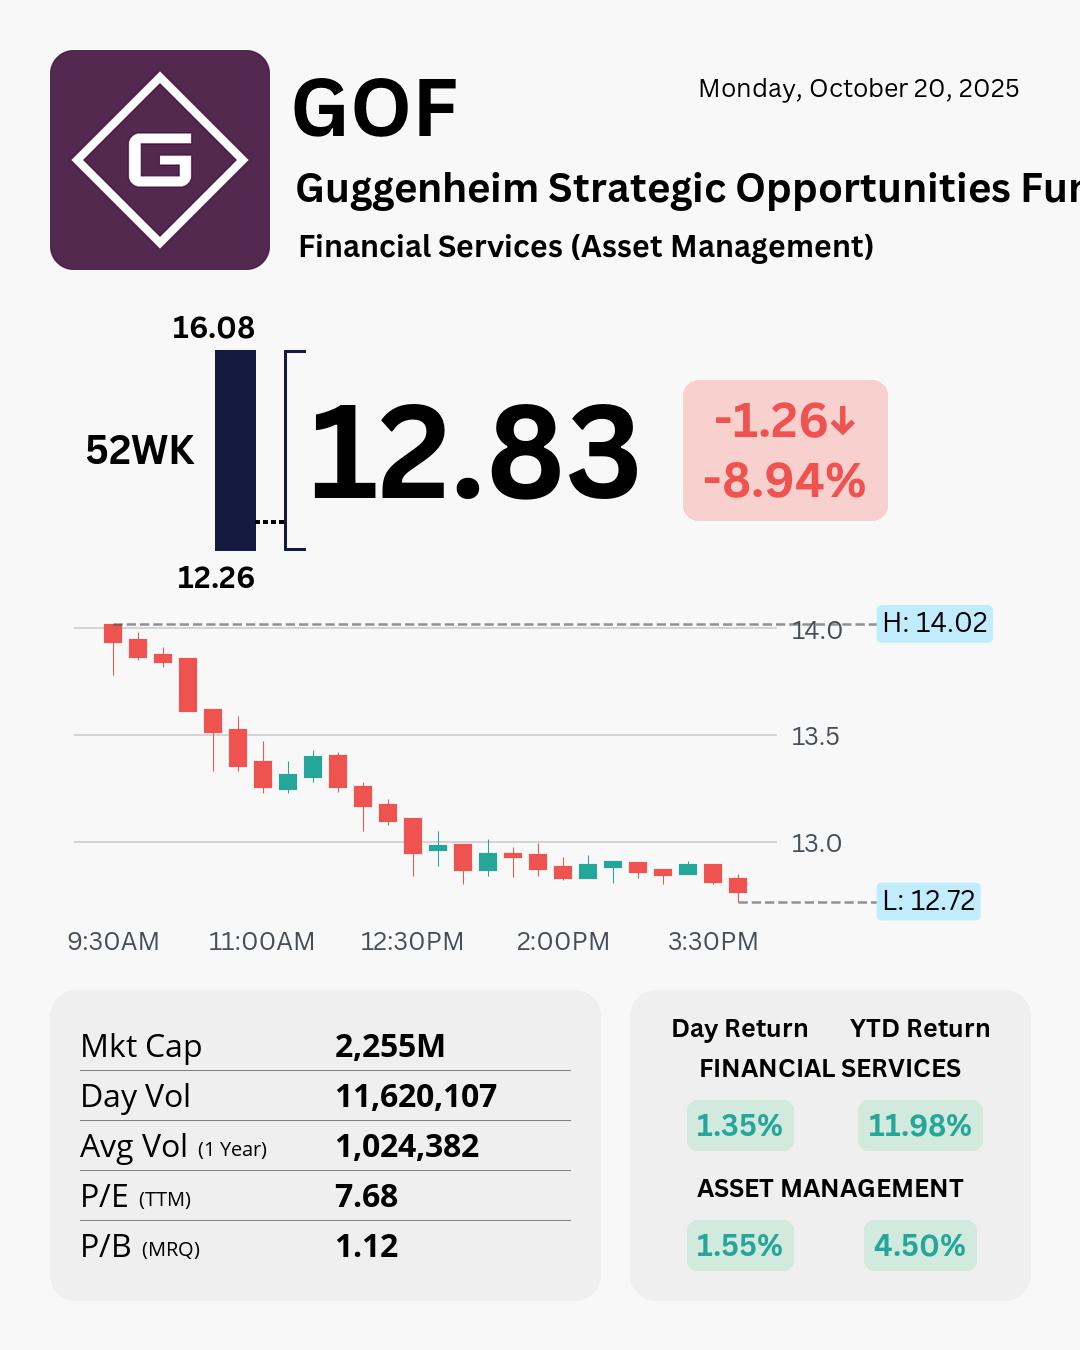 G
GOF
Monday, October 20, 2025
Guggenheim Strategic Opportunities Fun
Financial Services (Asset Management)
16.08
52WK
12.83
-1.26↓
-8.94%
12.26
H: 14.02
14.0
13.5
13.0
L: 12.72
9:30AM 11:00AM 12:30PM 2:00PM 3:30PM
Mkt Cap 2,255M
Day Vol 11,620,107
Avg Vol (1 Year) 1,024,382
P/E (TTM) 7.68
P/B (MRQ) 1.12
Day Return YTD Return
FINANCIAL SERVICES
1.35% 11.98%
ASSET MANAGEMENT
1.55% 4.50%